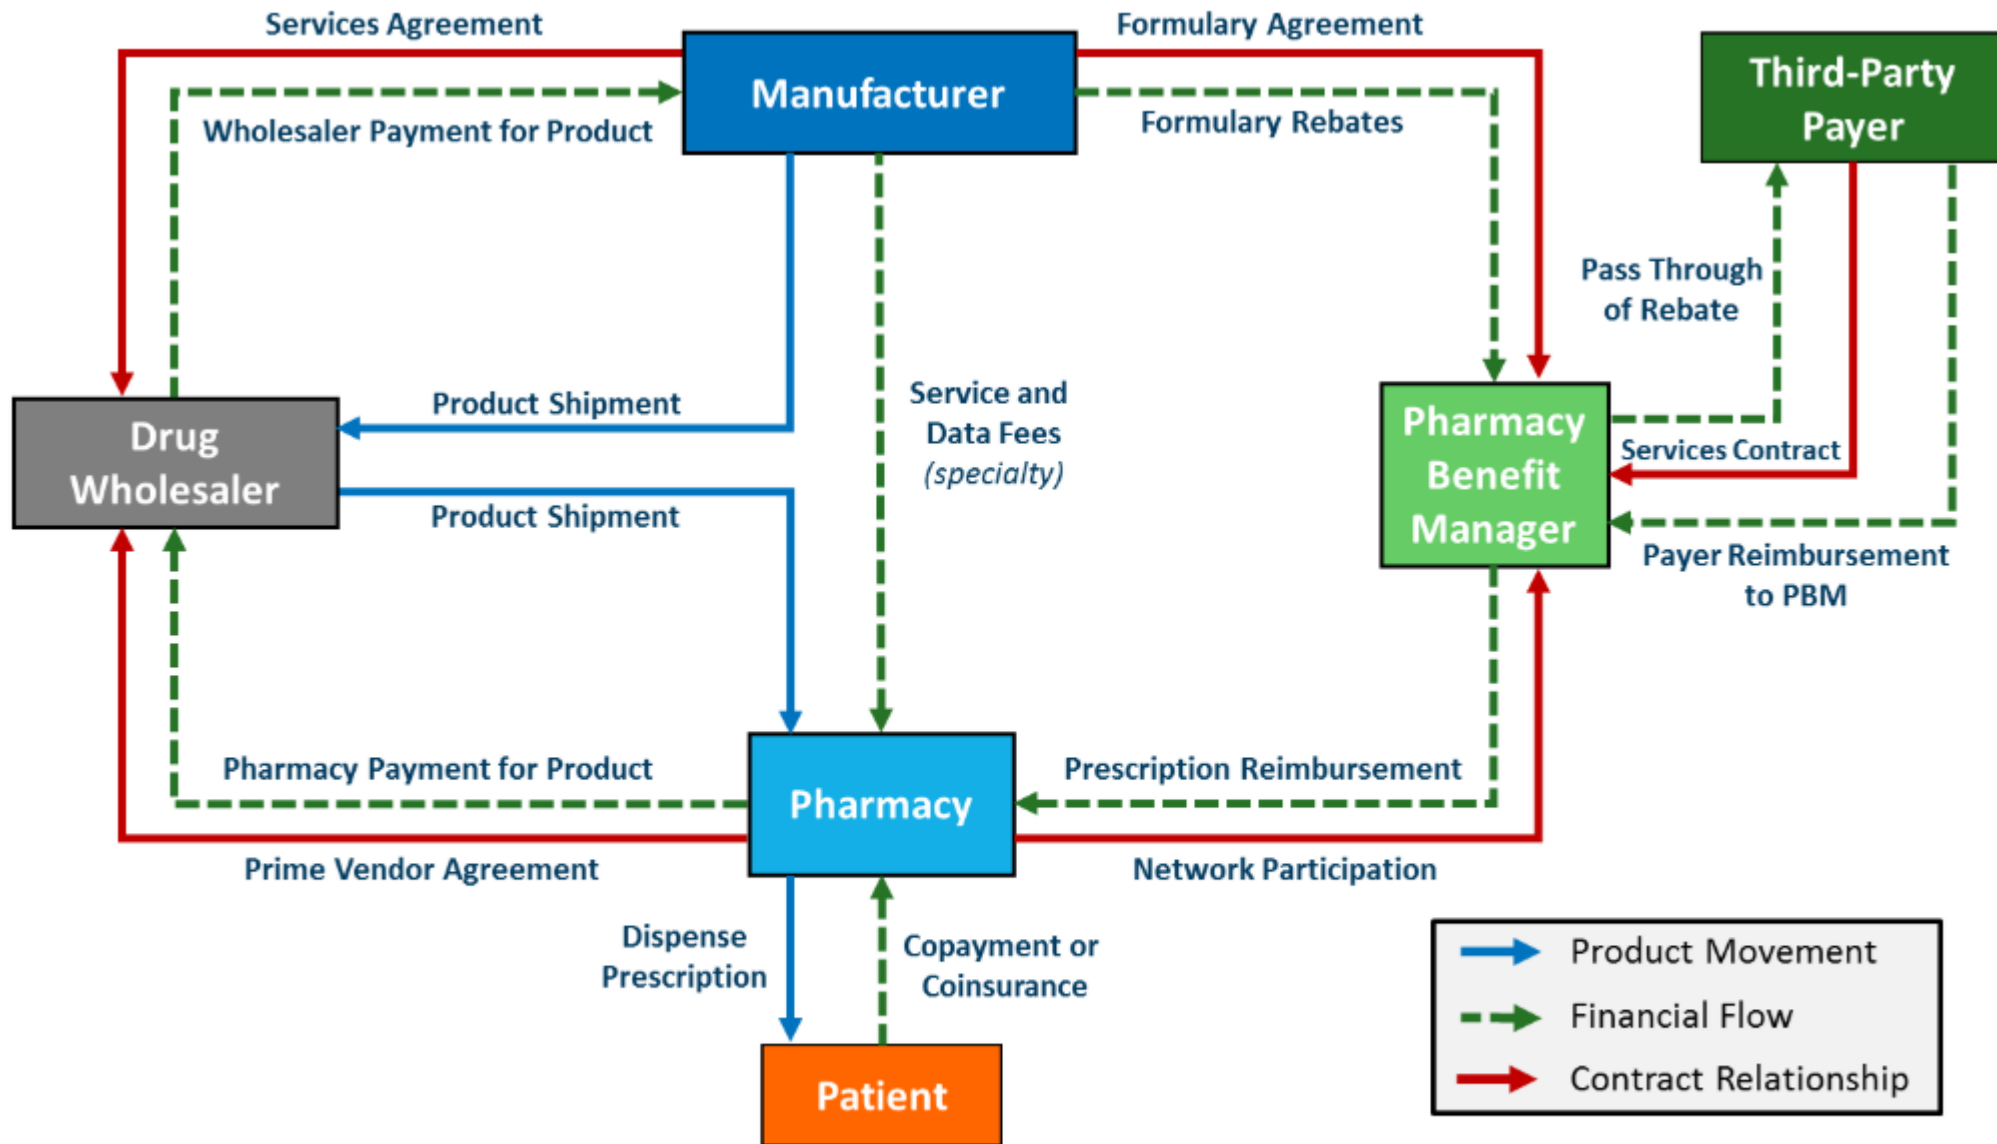 Services Agreement
Formulary Agreement
Manufacturer
Third-Party
Payer
Wholesaler Payment for Product
Formulary Rebates
Pass Through
of Rebate
Product Shipment
Service and
Data Fees
(specialty)
Drug
Wholesaler
Pharmacy
Benefit
Manager
Services Contract
Product Shipment
Payer Reimbursement
to PBM
Pharmacy Payment for Product
Prescription Reimbursement
Pharmacy
Prime Vendor Agreement
Network Participation
Dispense
Prescription
Copayment or
Coinsurance
Patient
Product Movement
Financial Flow
Contract Relationship